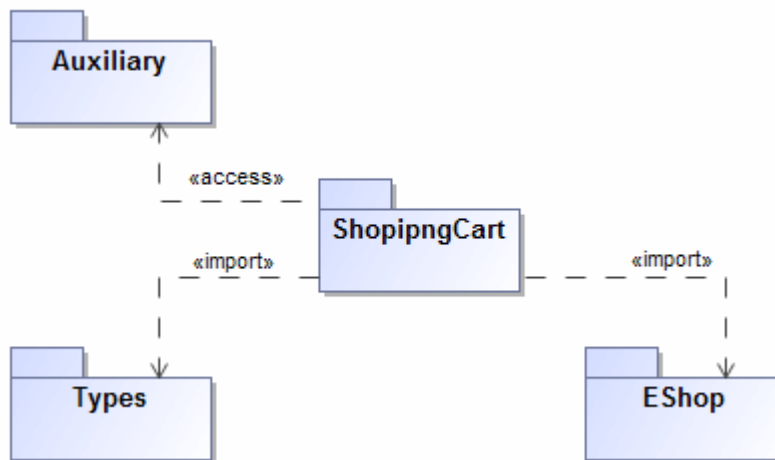 Auxiliary
«access»
ShopipngCart
«import»
«import»
Types
EShop